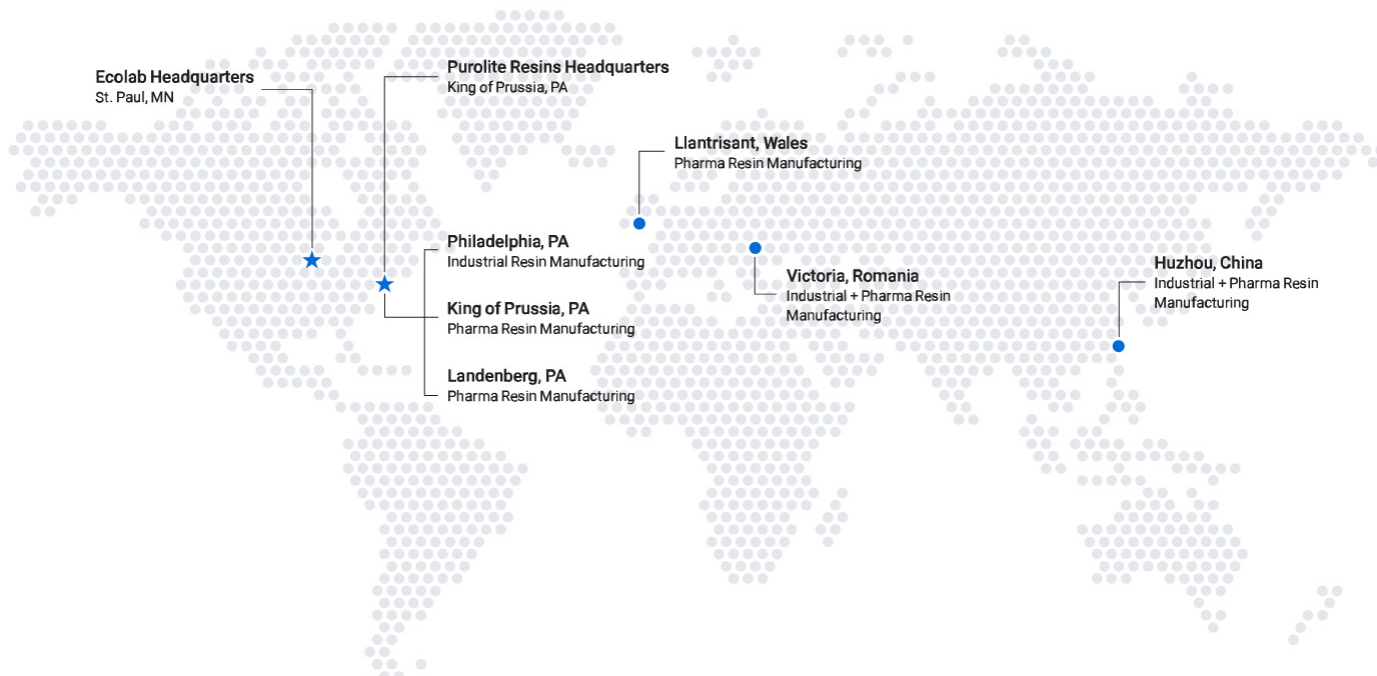 Ecolab Headquarters
St. Paul, MN
Purolite Resins Headquarters
King of Prussia, PA
Llantrisant, Wales
Pharma Resin Manufacturing
Philadelphia, PA
Industrial Resin Manufacturing
King of Prussia, PA
Pharma Resin Manufacturing
Landenberg, PA
Pharma Resin Manufacturing
Victoria, Romania
Industrial + Pharma Resin
Manufacturing
Huzhou, China
Industrial + Pharma Resin
Manufacturing